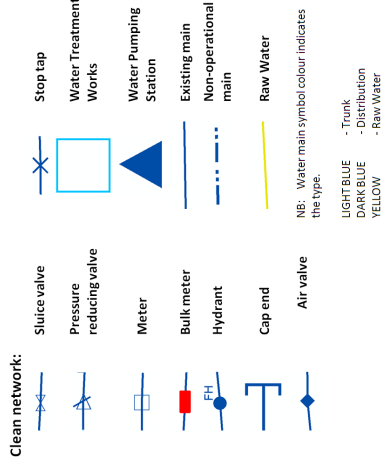 Clean network:
Sluice valve
Pressure
reducing valve
Meter
Bulk meter
FH
Hydrant
Cap end
Air valve
Stop tap
Water Treatment
Works
Water Pumping
Station
Existing main
Non-operational
main
Raw Water
NB: Water main symbol colour indicates
the type.
LIGHT BLUE - Trunk
DARK BLUE - Distribution
YELLOW - Raw Water